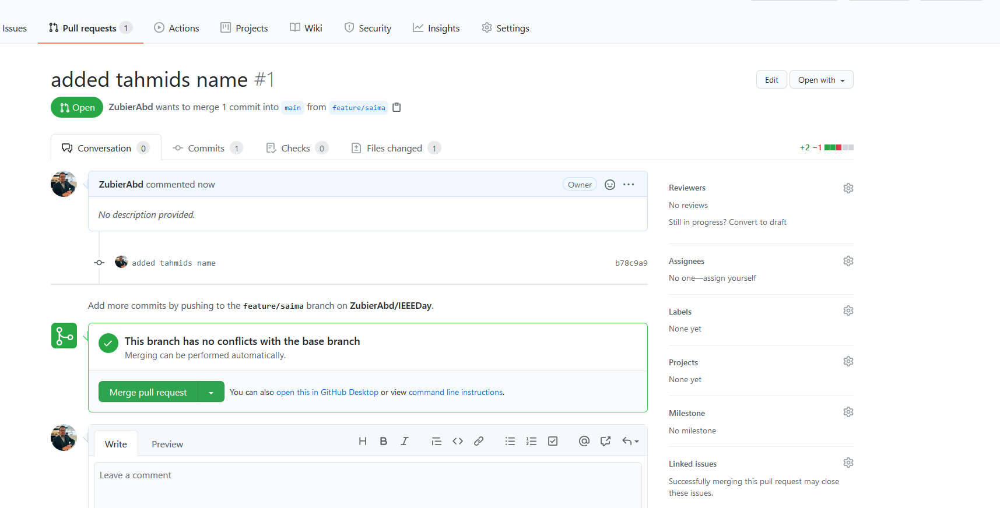 Issues Pull requests 1 Actions Projects Wiki Security Insights Settings
added tahmids name #1
Edit Open with
Open ZubierAbd wants to merge 1 commit into main from feature/saima
Conversation 0 Commits 1 Checks 0 Files changed 1
+2 −1
ZubierAbd commented now
Owner
No description provided.
added tahmids name b78c9a9
Add more commits by pushing to the feature/saima branch on ZubierAbd/IEEEDay.
This branch has no conflicts with the base branch
Merging can be performed automatically.
Merge pull request You can also open this in GitHub Desktop or view command line instructions.
Write Preview
Leave a comment
Reviewers
No reviews
Still in progress? Convert to draft
Assignees
No one—assign yourself
Labels
None yet
Projects
None yet
Milestone
No milestone
Linked issues
Successfully merging this pull request may close
these issues.